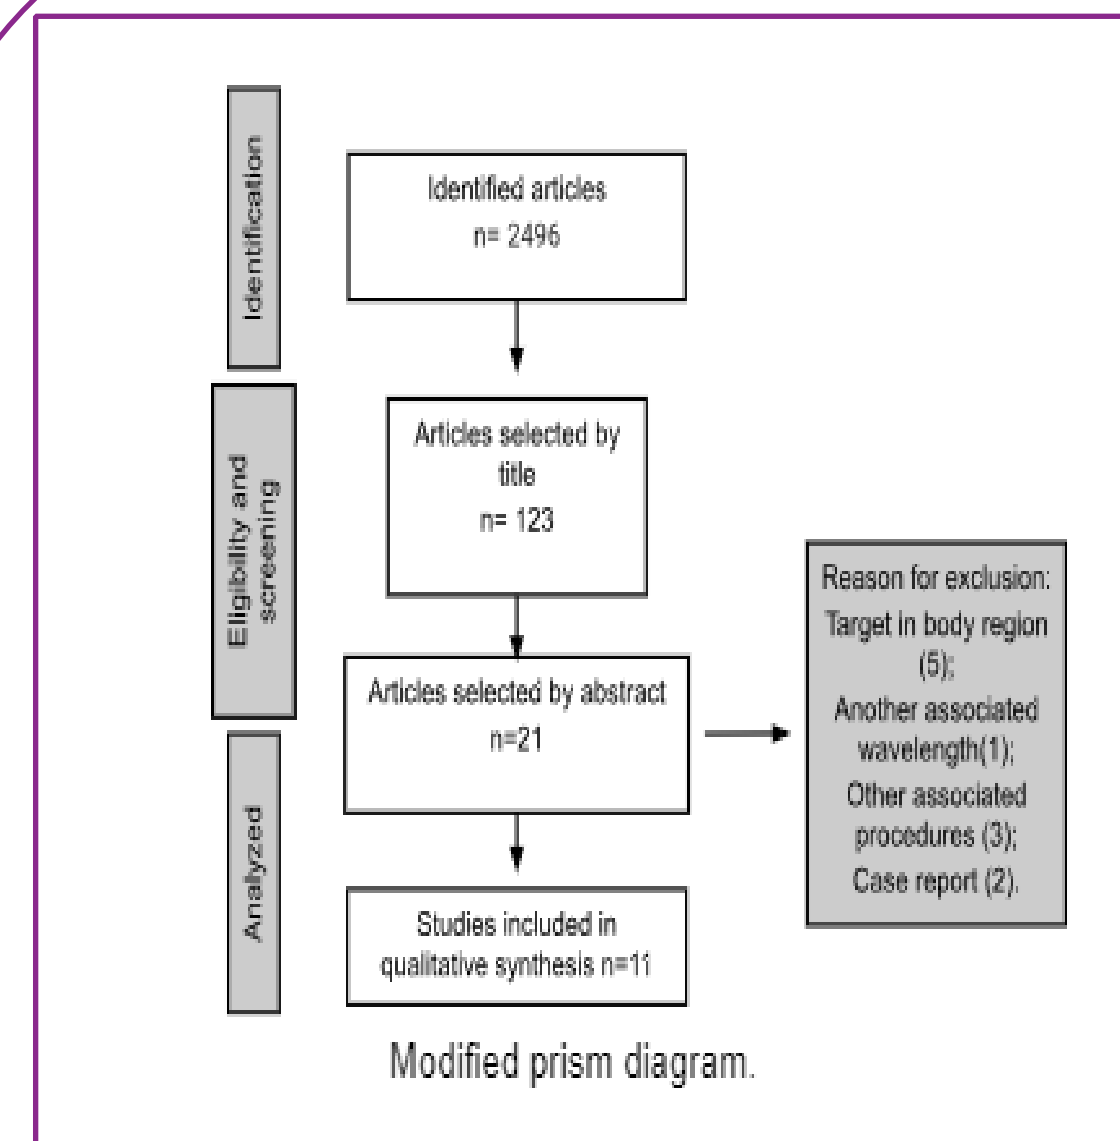 Identification
Identified articles
n= 2496
Eligibility and
screening
Articles selected by
title
n= 123
Articles selected by abstract
n=21
Reason for exclusion:
Target in body region
(5);
Another associated
wavelength(1);
Other associated
procedures (3);
Case report (2).
Analyzed
Studies included in
qualitative synthesis n=11
Modified prism diagram.